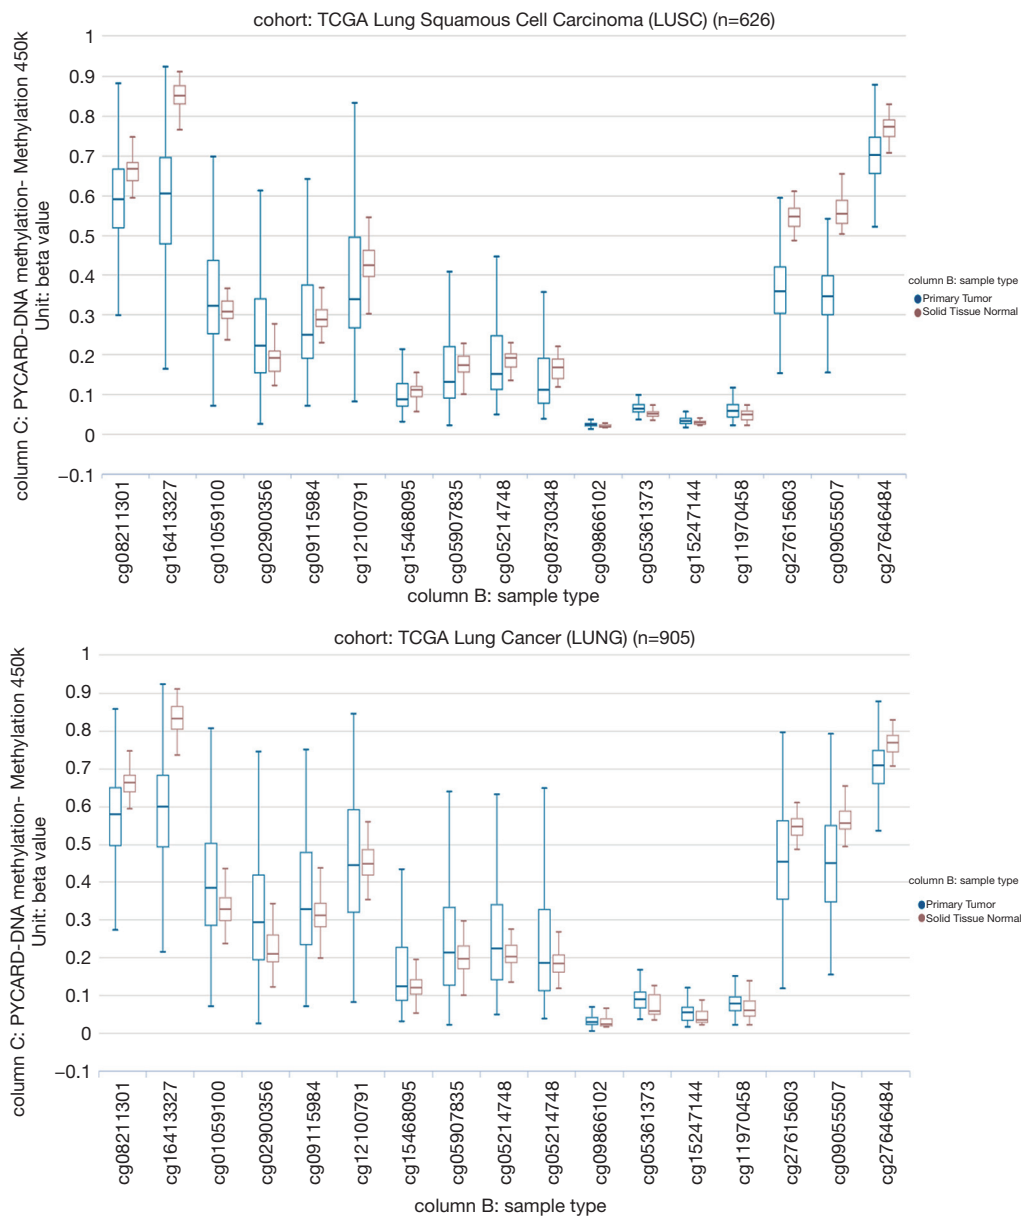 cohort: TCGA Lung Squamous Cell Carcinoma (LUSC) (n=626)
column C: PYCARD-DNA methylation- Methylation 450k
Unit: beta value
1
0.9
0.8
0.7
0.6
0.5
0.4
0.3
0.2
0.1
0
−0.1
cg08211301
cg16413327
cg01059100
cg02900356
cg09115984
cg12100791
cg15468095
cg05907835
cg05214748
cg08730348
cg09866102
cg05361373
cg15247144
cg11970458
cg27615603
cg09055507
cg27646484
column B: sample type
column B: sample type
Primary Tumor
Solid Tissue Normal
cohort: TCGA Lung Cancer (LUNG) (n=905)
column C: PYCARD-DNA methylation- Methylation 450k
Unit: beta value
1
0.9
0.8
0.7
0.6
0.5
0.4
0.3
0.2
0.1
0
−0.1
cg08211301
cg16413327
cg01059100
cg02900356
cg09115984
cg12100791
cg15468095
cg05907835
cg05214748
cg05214748
cg09866102
cg05361373
cg15247144
cg11970458
cg27615603
cg09055507
cg27646484
column B: sample type
column B: sample type
Primary Tumor
Solid Tissue Normal